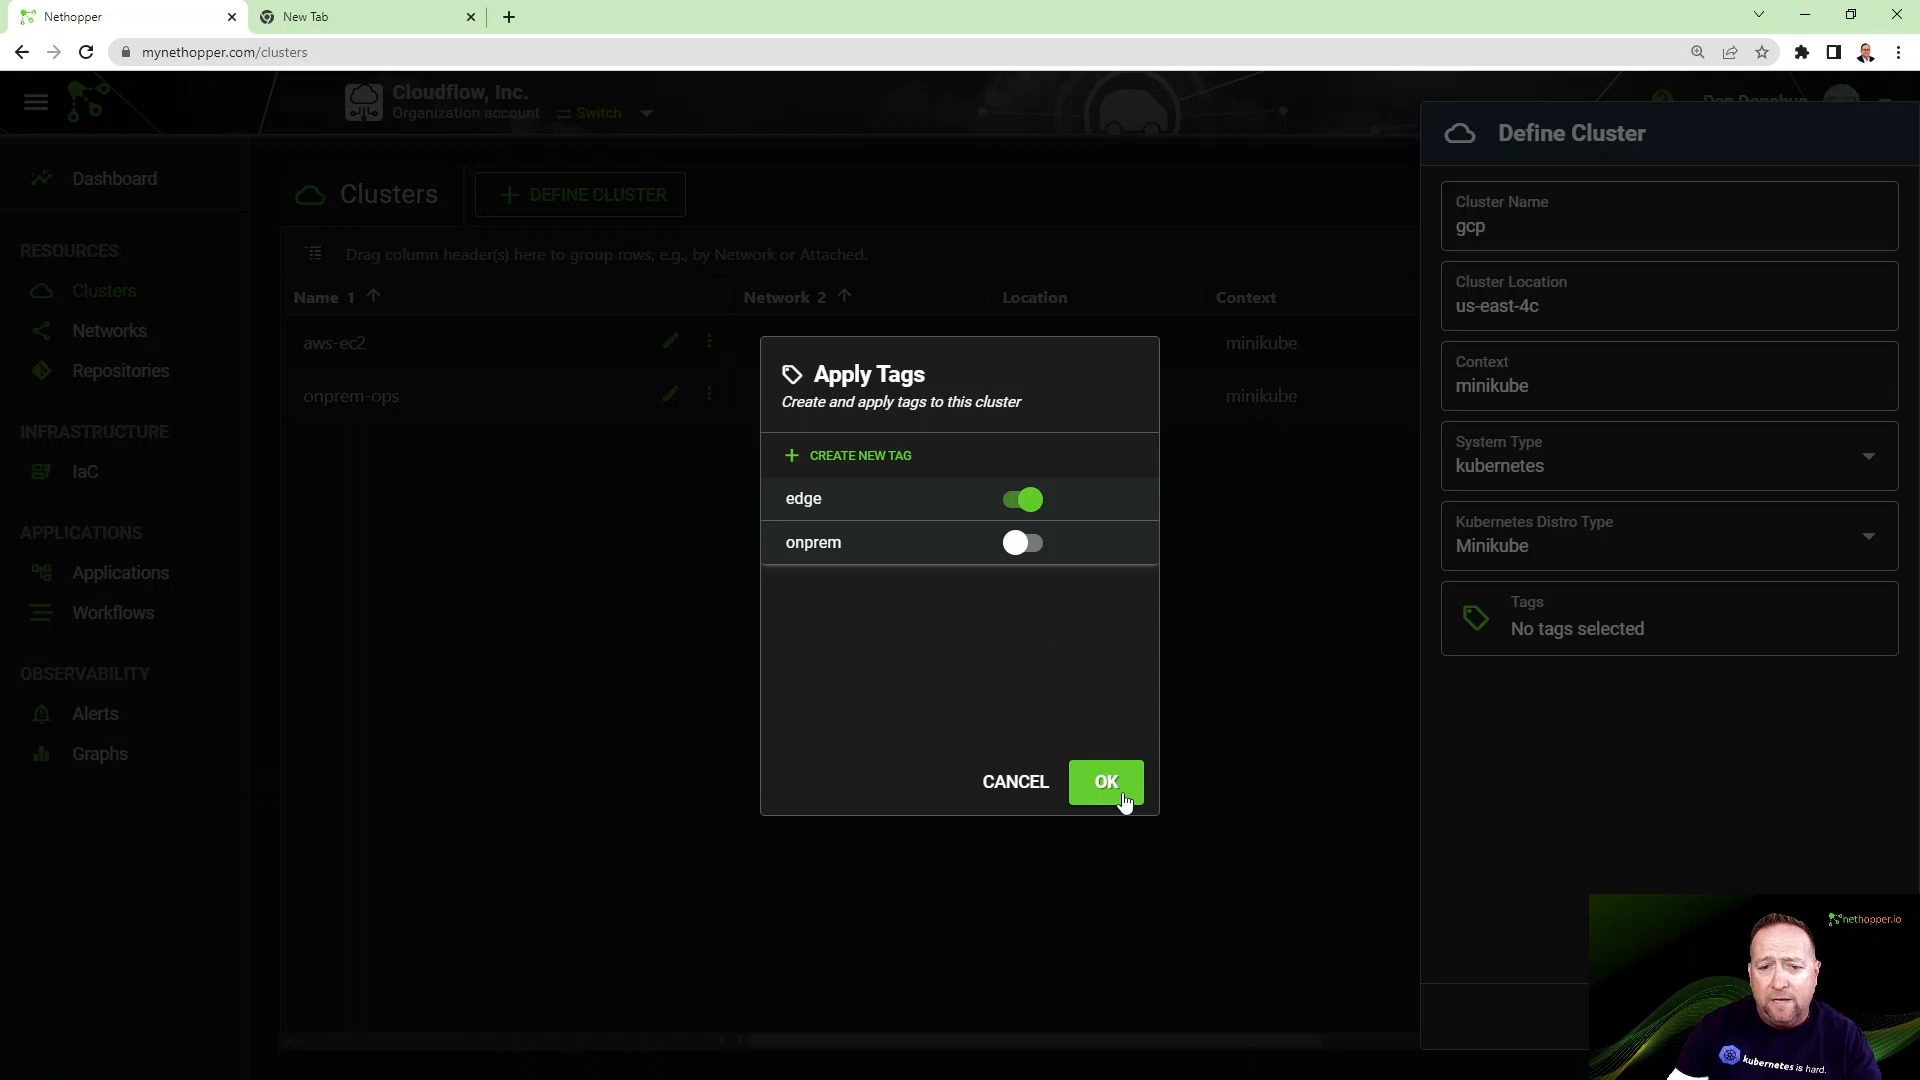 Nethopper
New Tab
mynethopper.com/clusters
Cloudflow, Inc.
Organization account
Switch
Dan Donahue
Dashboard
RESOURCES
Clusters
Networks
Repositories
INFRASTRUCTURE
IaC
APPLICATIONS
Applications
Workflows
OBSERVABILITY
Alerts
Graphs
Clusters
DEFINE CLUSTER
Drag column header(s) here to group rows, e.g., by Network or Attached.
Name 1
Network 2
Location
Context
aws-ec2
minikube
onprem-ops
minikube
Apply Tags
Create and apply tags to this cluster
CREATE NEW TAG
edge
onprem
CANCEL
OK
Define Cluster
Cluster Name
gcp
Cluster Location
us-east-4c
Context
minikube
System Type
kubernetes
Kubernetes Distro Type
Minikube
Tags
No tags selected
nethopper.io
kubernetes is hard.